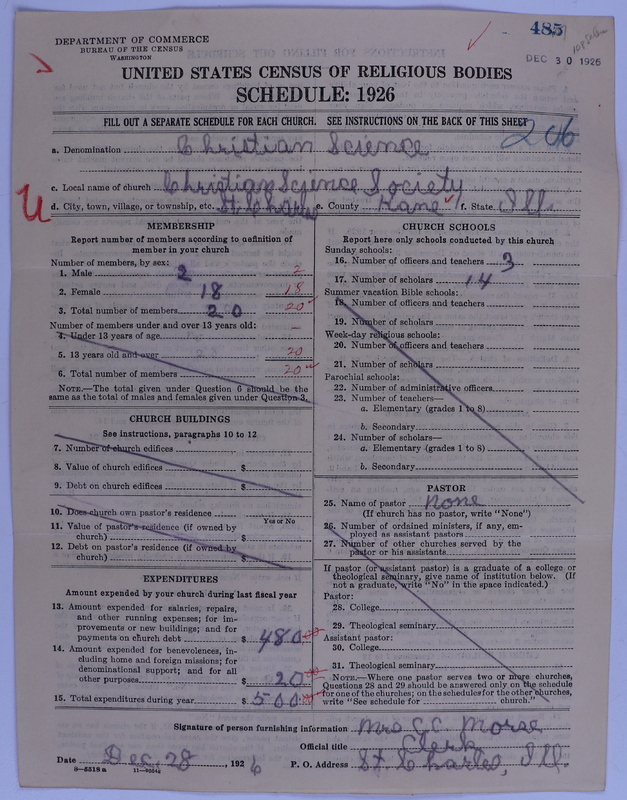 485
DEC 30 1926
DEPARTMENT OF COMMERCE
BUREAU OF THE CENSUS
WASHINGTON
UNITED STATES CENSUS OF RELIGIOUS BODIES
SCHEDULE: 1926
FILL OUT A SEPARATE SCHEDULE FOR EACH CHURCH. SEE INSTRUCTIONS ON THE BACK OF THIS SHEET
206
a. Denomination Christian Science
c. Local name of church Christian Science Society
d. City, town, village, or township, etc. St. Charles e. County Kane f. State Ill.
MEMBERSHIP
Report number of members according to definition of
member in your church
Number of members, by sex:
1. Male 2 2
2. Female 18 18
3. Total number of members 20 20
Number of members under and over 13 years old:
4. Under 13 years of age –
5. 13 years old and over 20
6. Total number of members 20
NOTE.—The total given under Question 6 should be the
same as the total of males and females given under Question 3.
CHURCH BUILDINGS
See instructions, paragraphs 10 to 12
7. Number of church edifices
8. Value of church edifices $
9. Debt on church edifices $
10. Does church own pastor's residence
Yes or No
11. Value of pastor's residence (if owned by
church) $
12. Debt on pastor's residence (if owned by
church) $
EXPENDITURES
Amount expended by your church during last fiscal year
13. Amount expended for salaries, repairs,
and other running expenses; for im-
provements or new buildings; and for
payments on church debt $ 480
14. Amount expended for benevolences, in-
cluding home and foreign missions; for
denominational support; and for all
other purposes $ 20
15. Total expenditures during year $ 500
CHURCH SCHOOLS
Report here only schools conducted by this church
Sunday schools:
16. Number of officers and teachers 3
17. Number of scholars 14
Summer vacation Bible schools:
18. Number of officers and teachers
19. Number of scholars
Week-day religious schools:
20. Number of officers and teachers
21. Number of scholars
Parochial schools:
22. Number of administrative officers
23. Number of teachers—
a. Elementary (grades 1 to 8)
b. Secondary
24. Number of scholars—
a. Elementary (grades 1 to 8)
b. Secondary
PASTOR
25. Name of pastor None
(If church has no pastor, write "None")
26. Number of ordained ministers, if any, em-
ployed as assistant pastors
27. Number of other churches served by the
pastor or his assistants
If pastor (or assistant pastor) is a graduate of a college or
theological seminary, give name of institution below. (If
not a graduate, write "No" in the space indicated.)
Pastor:
28. College
29. Theological seminary
Assistant pastor:
30. College
31. Theological seminary
NOTE.—Where one pastor serves two or more churches,
Questions 28 and 29 should be answered only on the schedule
for one of the churches; on the schedules for the other churches,
write "See schedule for church."
Signature of person furnishing information Mrs C.C. Morse
Official title Clerk
Date Dec. 28, 1926 P. O. Address St. Charles, Ill.
8—5518 a